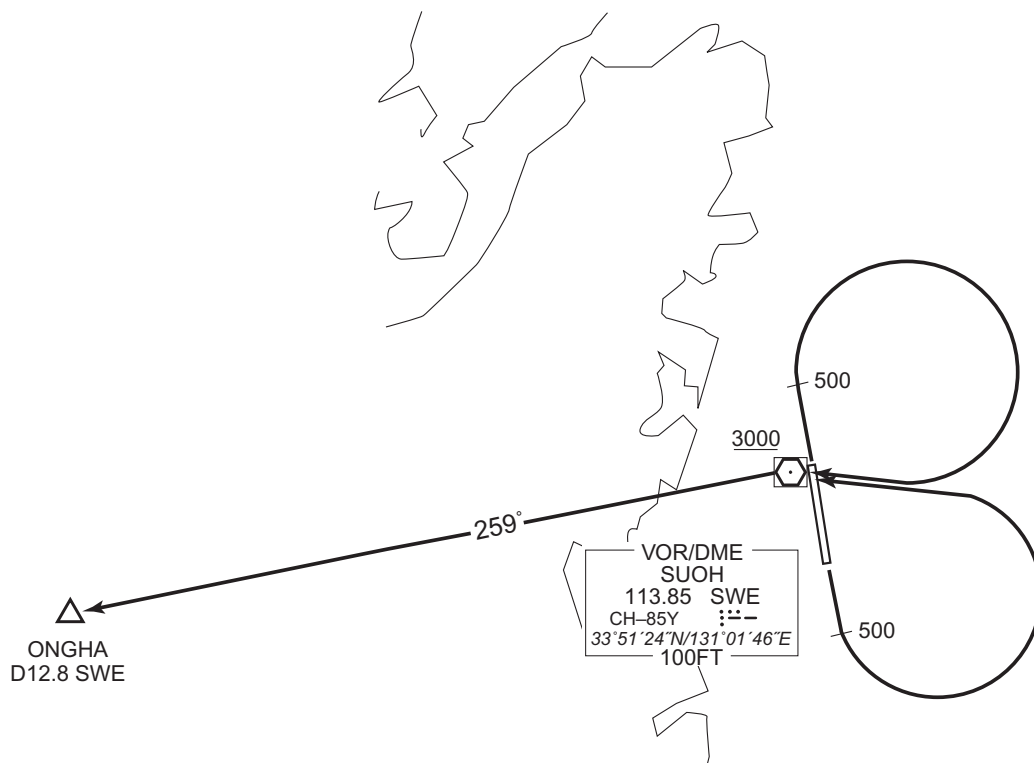 500
3000
259°
VOR/DME
SUOH
113.85 SWE
CH–85Y
33°51´24˝N/131°01´46˝E
100FT
500
ONGHA
D12.8 SWE